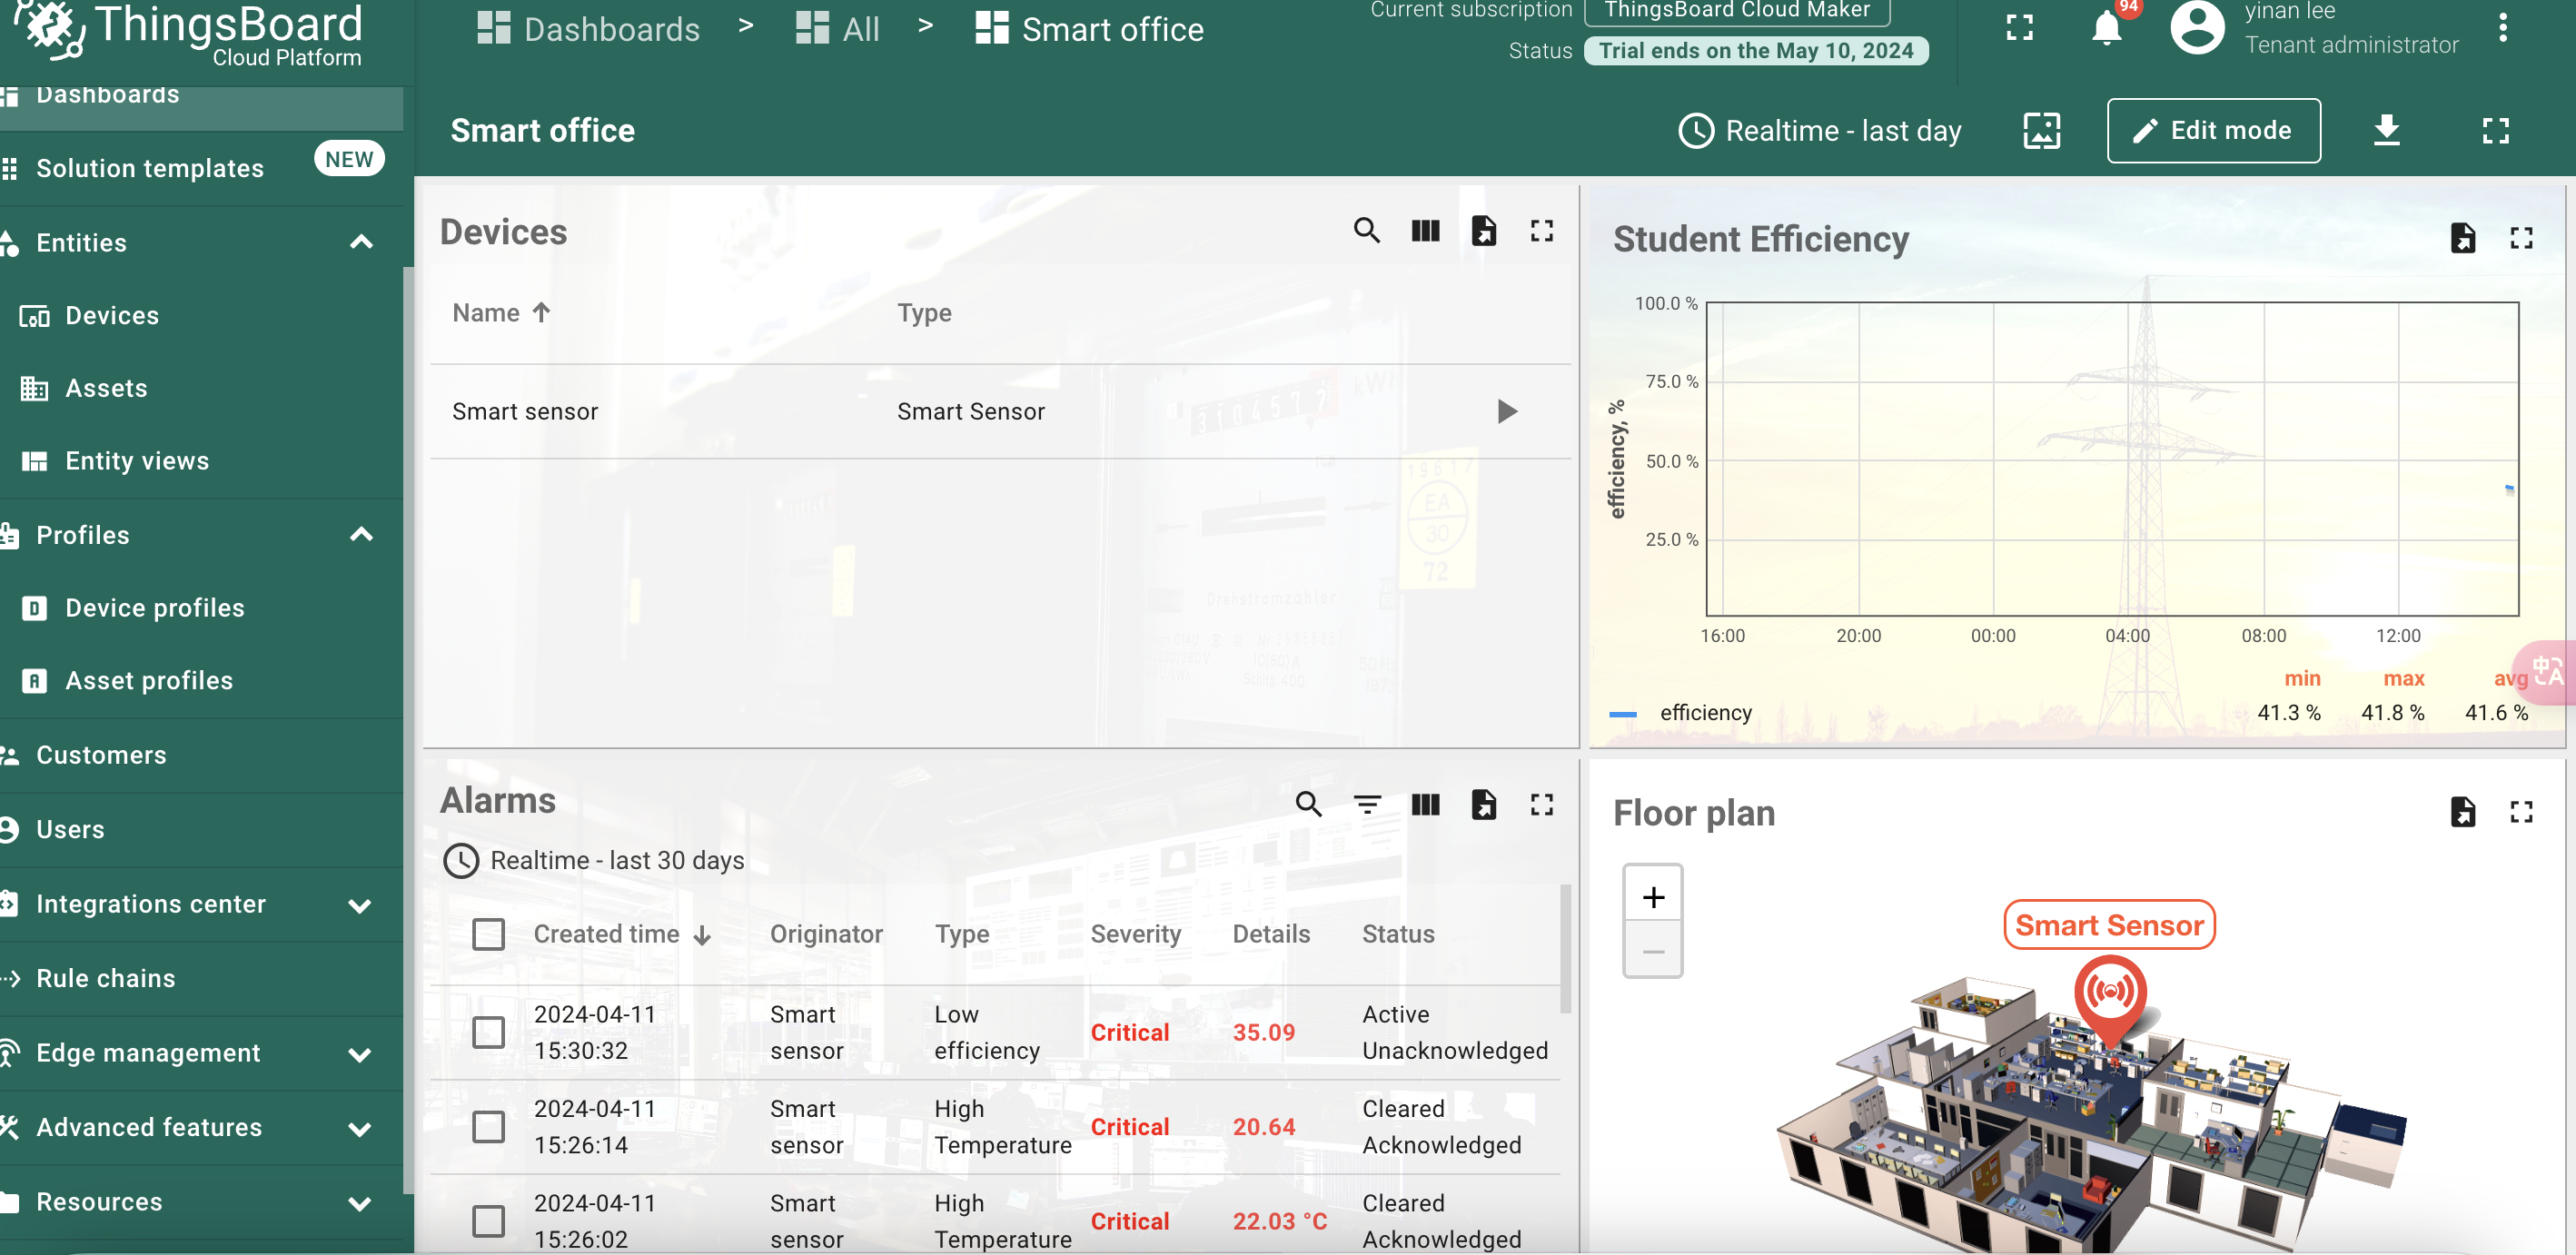 ThingsBoard
Cloud Platform
Dashboards > All > Smart office
Current subscription ThingsBoard Cloud Maker
Status Trial ends on the May 10, 2024
94
yinan lee
Tenant administrator
Dashboards
Solution templates NEW
Entities
Devices
Assets
Entity views
Profiles
D Device profiles
A Asset profiles
Customers
Users
Integrations center
Rule chains
Edge management
Advanced features
Resources
Smart office
Realtime - last day
Edit mode
Devices
Name Type
Smart sensor Smart Sensor
kWh
19617
EA
30
72
Drehstromzähler
Student Efficiency
efficiency, %
100.0 %
75.0 %
50.0 %
25.0 %
16:00 20:00 00:00 04:00 08:00 12:00
min max avg
efficiency 41.3 % 41.8 % 41.6 %
中 A
Alarms
Realtime - last 30 days
Created time Originator Type Severity Details Status
2024-04-11 15:30:32 Smart sensor Low efficiency Critical 35.09 Active Unacknowledged
2024-04-11 15:26:14 Smart sensor High Temperature Critical 20.64 Cleared Acknowledged
2024-04-11 15:26:02 Smart sensor High Temperature Critical 22.03 °C Cleared Acknowledged
Floor plan
+
−
Smart Sensor